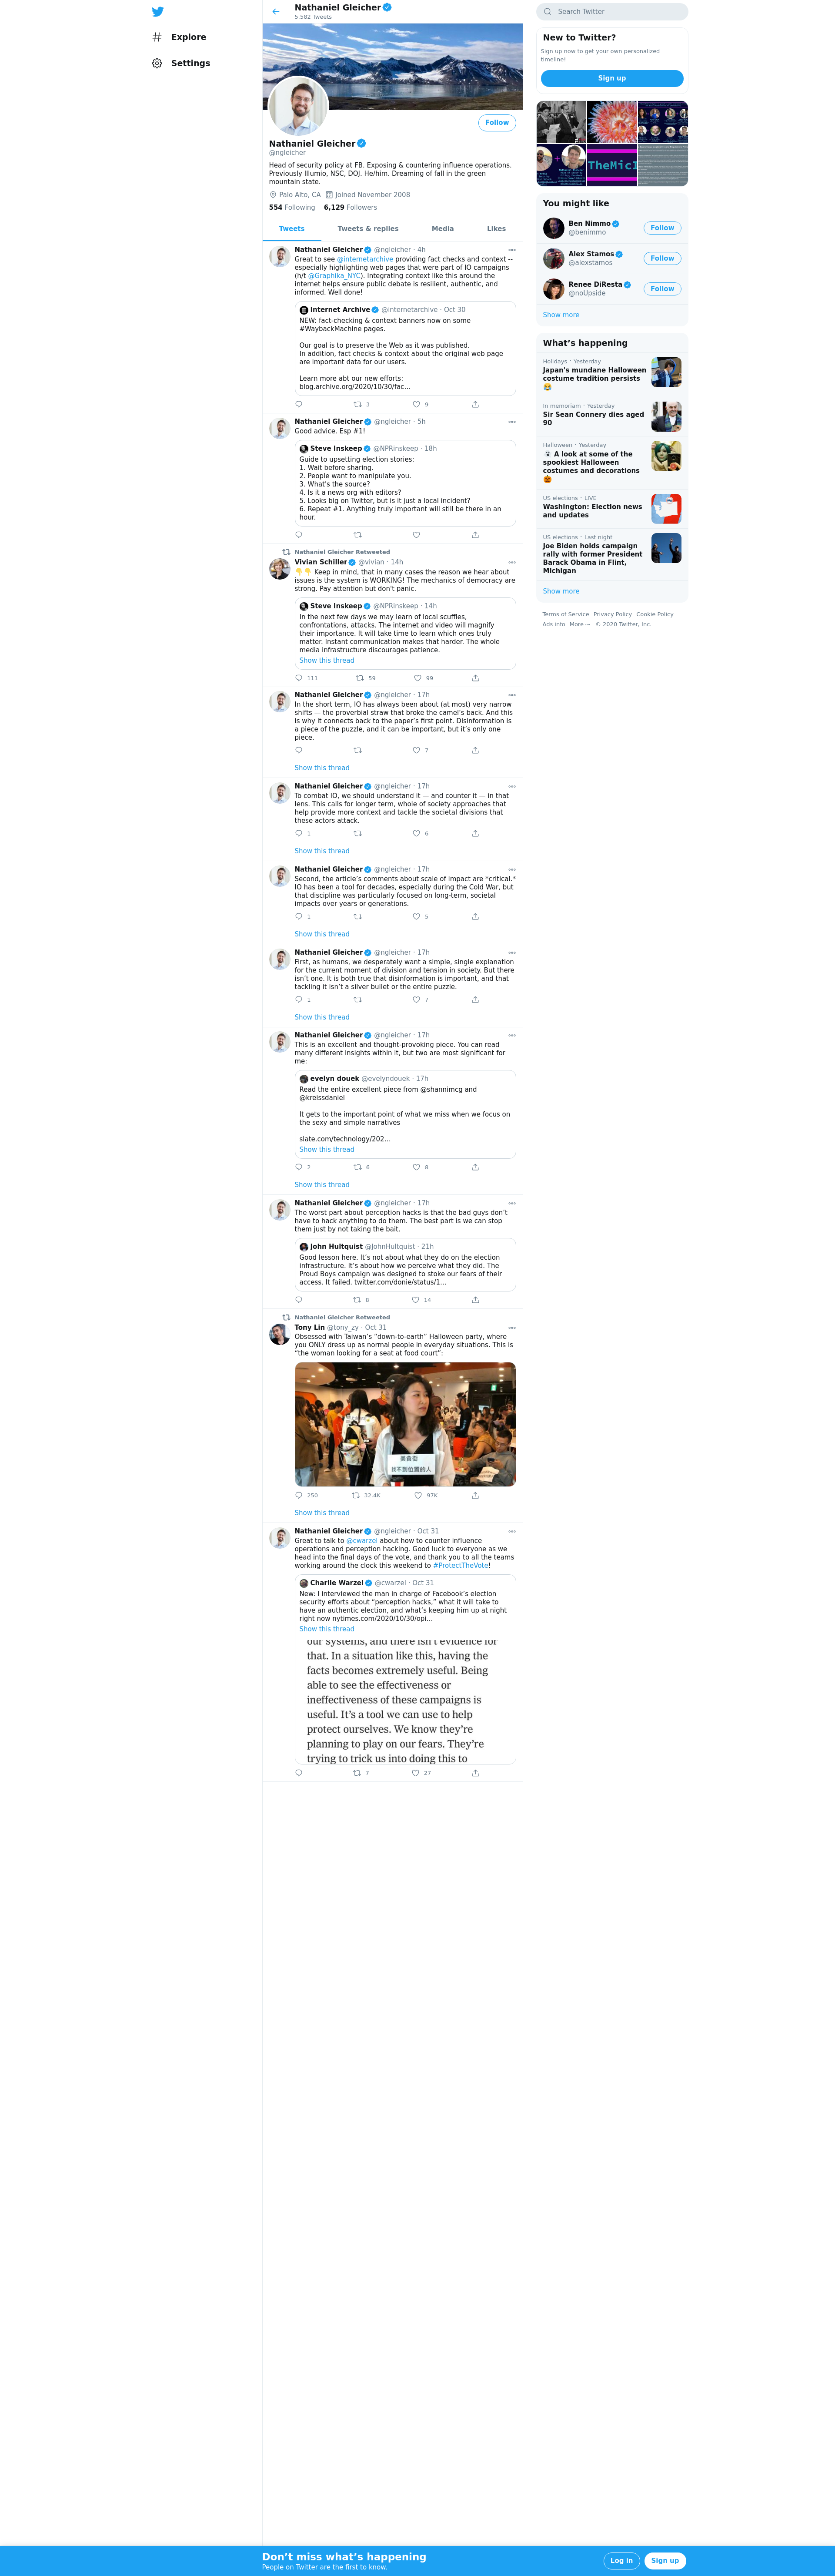 Explore
Settings
Nathaniel Gleicher
5,582 Tweets
Follow
Nathaniel Gleicher
@ngleicher
Head of security policy at FB. Exposing & countering influence operations.
Previously Illumio, NSC, DOJ. He/him. Dreaming of fall in the green
mountain state.
Palo Alto, CA Joined November 2008
554 Following 6,129 Followers
Tweets Tweets & replies Media Likes
Nathaniel Gleicher @ngleicher · 4h
Great to see @internetarchive providing fact checks and context --
especially highlighting web pages that were part of IO campaigns
(h/t @Graphika_NYC). Integrating context like this around the
internet helps ensure public debate is resilient, authentic, and
informed. Well done!
Internet Archive @internetarchive · Oct 30
NEW: fact-checking & context banners now on some
#WaybackMachine pages.
Our goal is to preserve the Web as it was published.
In addition, fact checks & context about the original web page
are important data for our users.
Learn more abt our new efforts:
blog.archive.org/2020/10/30/fac…
3 9
Nathaniel Gleicher @ngleicher · 5h
Good advice. Esp #1!
Steve Inskeep @NPRinskeep · 18h
Guide to upsetting election stories:
1. Wait before sharing.
2. People want to manipulate you.
3. What's the source?
4. Is it a news org with editors?
5. Looks big on Twitter, but is it just a local incident?
6. Repeat #1. Anything truly important will still be there in an
hour.
Nathaniel Gleicher Retweeted
Vivian Schiller @vivian · 14h
👇👇 Keep in mind, that in many cases the reason we hear about
issues is the system is WORKING! The mechanics of democracy are
strong. Pay attention but don't panic.
Steve Inskeep @NPRinskeep · 14h
In the next few days we may learn of local scuffles,
confrontations, attacks. The internet and video will magnify
their importance. It will take time to learn which ones truly
matter. Instant communication makes that harder. The whole
media infrastructure discourages patience.
Show this thread
111 59 99
Nathaniel Gleicher @ngleicher · 17h
In the short term, IO has always been about (at most) very narrow
shifts — the proverbial straw that broke the camel’s back. And this
is why it connects back to the paper’s first point. Disinformation is
a piece of the puzzle, and it can be important, but it’s only one
piece.
7
Show this thread
Nathaniel Gleicher @ngleicher · 17h
To combat IO, we should understand it — and counter it — in that
lens. This calls for longer term, whole of society approaches that
help provide more context and tackle the societal divisions that
these actors attack.
1 6
Show this thread
Nathaniel Gleicher @ngleicher · 17h
Second, the article’s comments about scale of impact are *critical.*
IO has been a tool for decades, especially during the Cold War, but
that discipline was particularly focused on long-term, societal
impacts over years or generations.
1 5
Show this thread
Nathaniel Gleicher @ngleicher · 17h
First, as humans, we desperately want a simple, single explanation
for the current moment of division and tension in society. But there
isn’t one. It is both true that disinformation is important, and that
tackling it isn’t a silver bullet or the entire puzzle.
1 7
Show this thread
Nathaniel Gleicher @ngleicher · 17h
This is an excellent and thought-provoking piece. You can read
many different insights within it, but two are most significant for
me:
evelyn douek @evelyndouek · 17h
Read the entire excellent piece from @shannimcg and
@kreissdaniel
It gets to the important point of what we miss when we focus on
the sexy and simple narratives
slate.com/technology/202…
Show this thread
2 6 8
Show this thread
Nathaniel Gleicher @ngleicher · 17h
The worst part about perception hacks is that the bad guys don’t
have to hack anything to do them. The best part is we can stop
them just by not taking the bait.
John Hultquist @JohnHultquist · 21h
Good lesson here. It’s not about what they do on the election
infrastructure. It’s about how we perceive what they did. The
Proud Boys campaign was designed to stoke our fears of their
access. It failed. twitter.com/donie/status/1…
8 14
Nathaniel Gleicher Retweeted
Tony Lin @tony_zy · Oct 31
Obsessed with Taiwan’s “down-to-earth” Halloween party, where
you ONLY dress up as normal people in everyday situations. This is
“the woman looking for a seat at food court”:
美食街
找不到位置的人
250 32.4K 97K
Show this thread
Nathaniel Gleicher @ngleicher · Oct 31
Great to talk to @cwarzel about how to counter influence
operations and perception hacking. Good luck to everyone as we
head into the final days of the vote, and thank you to all the teams
working around the clock this weekend to #ProtectTheVote!
Charlie Warzel @cwarzel · Oct 31
New: I interviewed the man in charge of Facebook’s election
security efforts about “perception hacks,” what it will take to
have an authentic election, and what’s keeping him up at night
right now nytimes.com/2020/10/30/opi…
Show this thread
our systems, and there isn't evidence for
that. In a situation like this, having the
facts becomes extremely useful. Being
able to see the effectiveness or
ineffectiveness of these campaigns is
useful. It's a tool we can use to help
protect ourselves. We know they're
planning to play on our fears. They're
trying to trick us into doing this to
7 27
Search Twitter
New to Twitter?
Sign up now to get your own personalized
timeline!
Sign up
TheMicI
You might like
Ben Nimmo
@benimmo
Follow
Alex Stamos
@alexstamos
Follow
Renee DiResta
@noUpside
Follow
Show more
What’s happening
Holidays · Yesterday
Japan's mundane Halloween
costume tradition persists
😂
In memoriam · Yesterday
Sir Sean Connery dies aged
90
Halloween · Yesterday
A look at some of the
spookiest Halloween
costumes and decorations
🎃
US elections · LIVE
Washington: Election news
and updates
US elections · Last night
Joe Biden holds campaign
rally with former President
Barack Obama in Flint,
Michigan
Show more
Terms of Service Privacy Policy Cookie Policy
Ads info More © 2020 Twitter, Inc.
Don’t miss what’s happening
People on Twitter are the first to know.
Log in Sign up